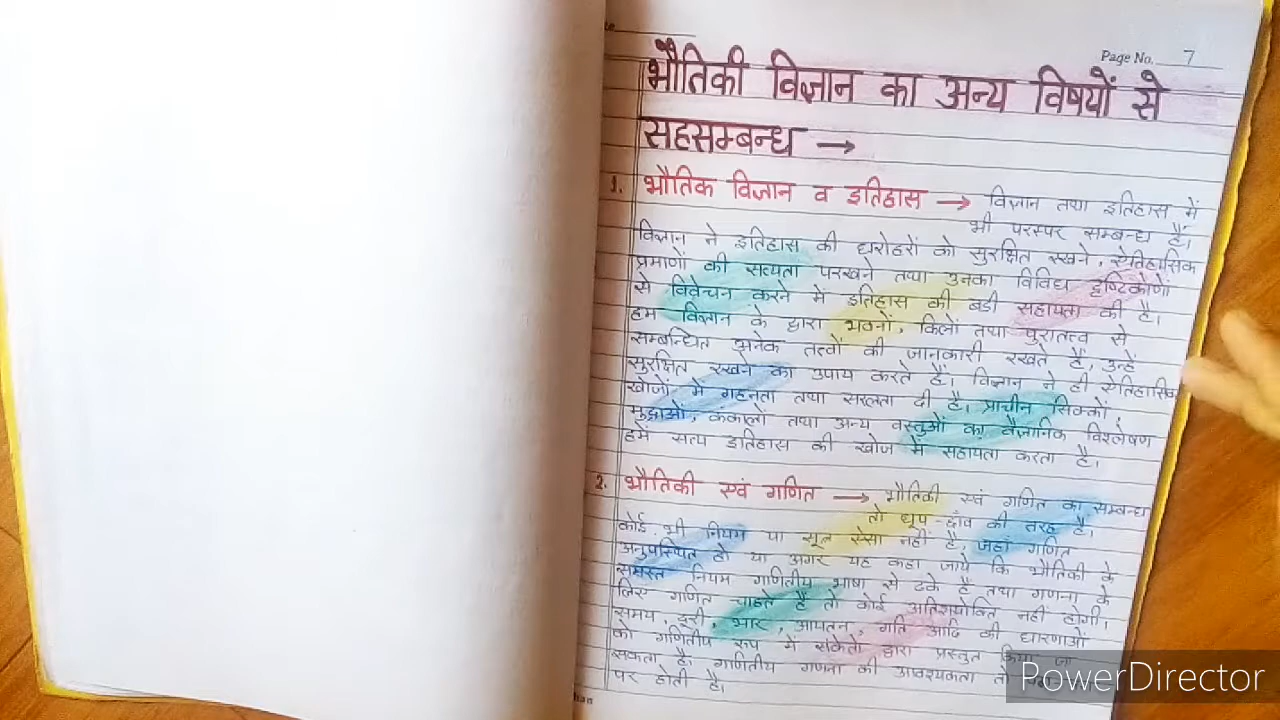 Page No. 7
भौतिकी विज्ञान का अन्य विषयों से
सहसम्बन्ध →
1. भौतिक विज्ञान व इतिहास → विज्ञान तथा इतिहास में
भी परस्पर सम्बन्ध है।
विज्ञान ने इतिहास की धरोहरों को सुरक्षित रखने, ऐतिहासिक
प्रमाणों की सत्यता परखने तथा उनका विविध दृष्टिकोणों
से विवेचन करने में इतिहास की बडी सहायता की है।
हम विज्ञान के द्वारा भवनों, किलों तथा पुरातत्व से
सम्बन्धित अनेक तत्वों की जानकारी रखते हैं, उन्हें
सुरक्षित रखने का उपाय करते हैं। विज्ञान ने ही ऐतिहासिक
खोजों में गहनता तथा सरलता दी है। प्राचीन सिक्कों,
मुद्राओं, कंकालों तथा अन्य वस्तुओं का वैज्ञानिक विश्लेषण
हमें सत्य इतिहास की खोज में सहायता करता है।
2. भौतिकी एवं गणित → भौतिकी एवं गणित का सम्बन्ध
तो धूप-छाँव की तरह है।
कोई भी नियम या सूत्र ऐसा नहीं है, जहां गणित
अनुपस्थित हो या अगर यह कहा जाये कि भौतिकी के
समस्त नियम गणितीय भाषा से ढके हैं तथा गणना के
लिए गणित चाहते हैं तो कोई अतिशयोक्ति नहीं होगी।
समय, दूरी, भार, आयतन, गति आदि की धारणाओं
को गणितीय रूप में संकेतों द्वारा प्रस्तुत किया जा
सकता है। गणितीय गणना की आवश्यकता तो
पर होती है।
PowerDirector